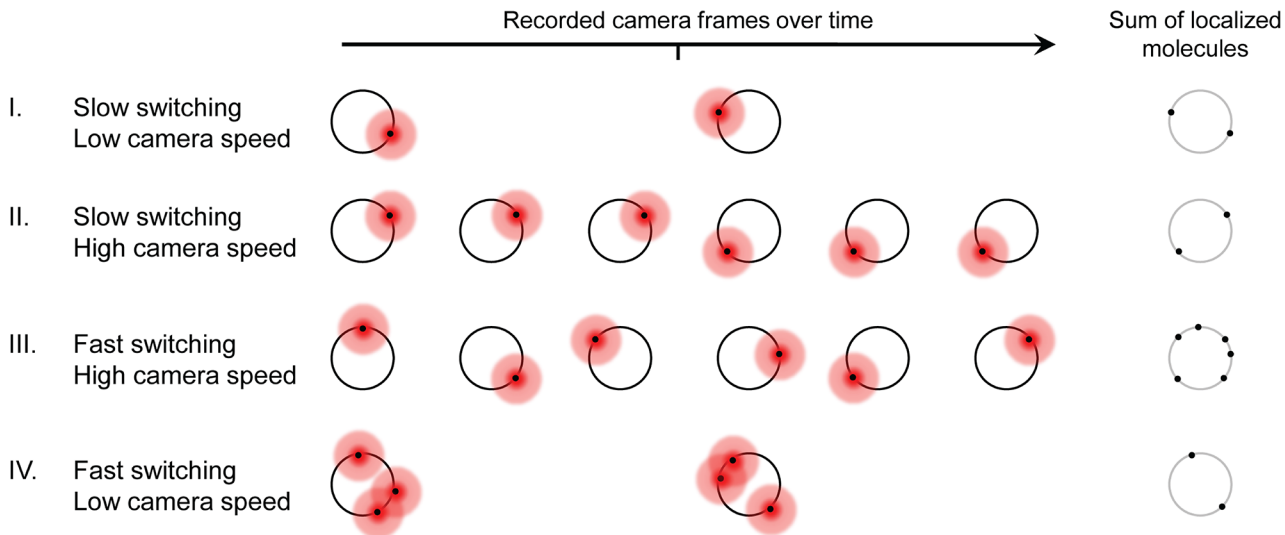 Recorded camera frames over time
Sum of localized
molecules
I. Slow switching
Low camera speed
II. Slow switching
High camera speed
III. Fast switching
High camera speed
IV. Fast switching
Low camera speed